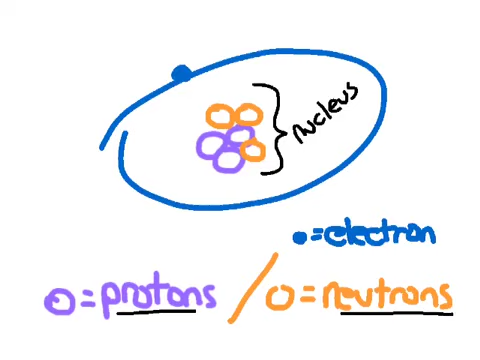 nucleus
=electron
=protons / =neutrons